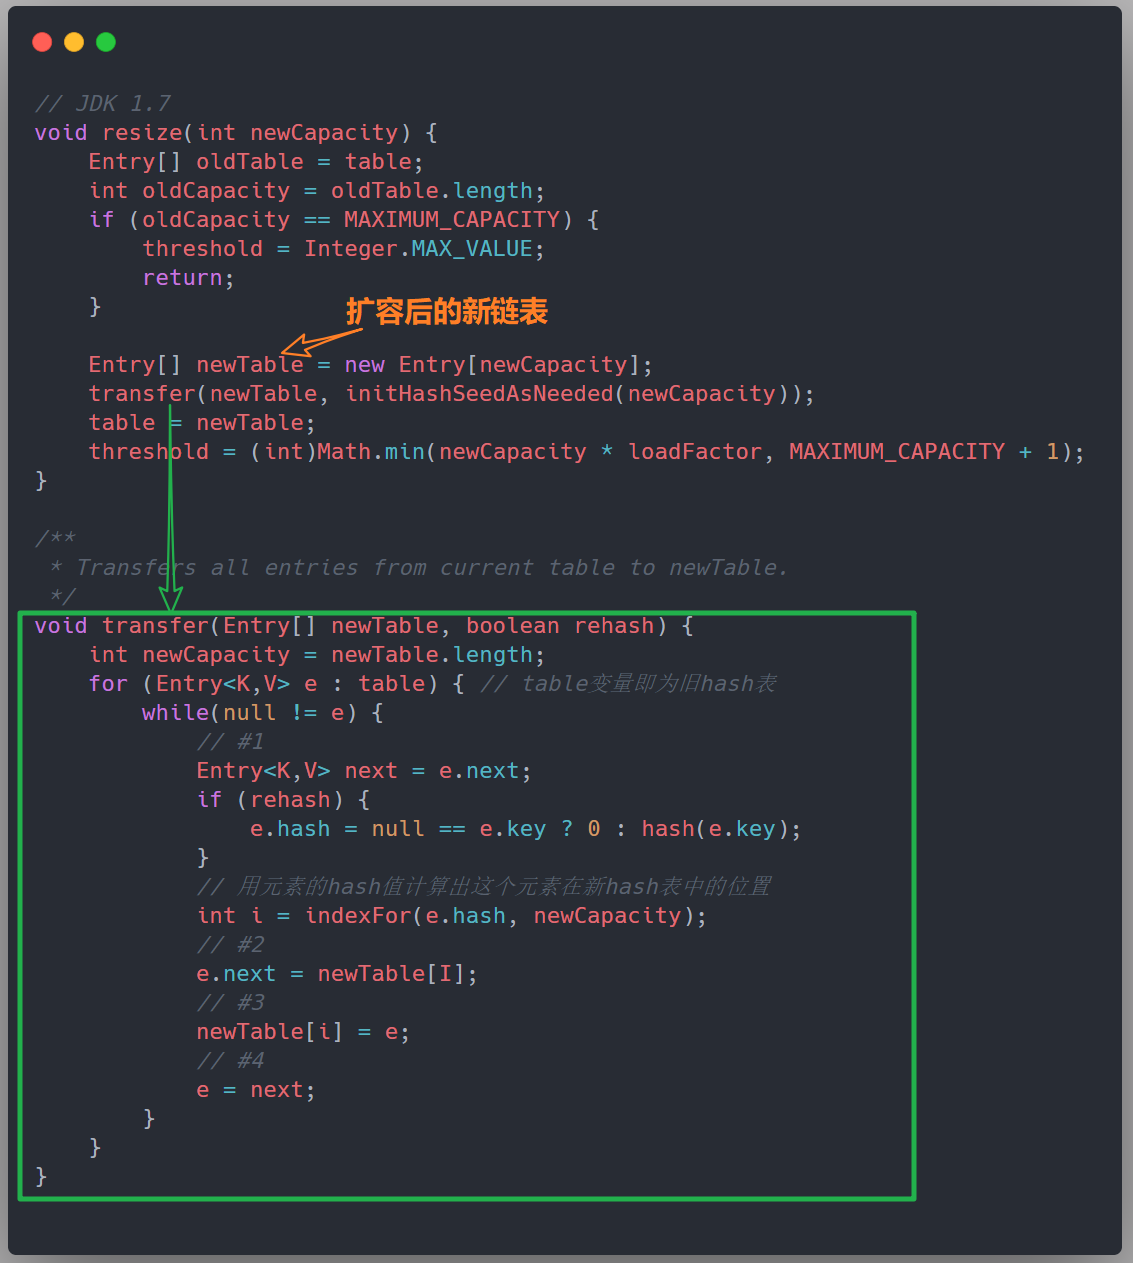 // JDK 1.7
void resize(int newCapacity) {
    Entry[] oldTable = table;
    int oldCapacity = oldTable.length;
    if (oldCapacity == MAXIMUM_CAPACITY) {
        threshold = Integer.MAX_VALUE;
        return;
    }
扩容后的新链表
    Entry[] newTable = new Entry[newCapacity];
    transfer(newTable, initHashSeedAsNeeded(newCapacity));
    table = newTable;
    threshold = (int)Math.min(newCapacity * loadFactor, MAXIMUM_CAPACITY + 1);
}
/**
 * Transfers all entries from current table to newTable.
 */
void transfer(Entry[] newTable, boolean rehash) {
    int newCapacity = newTable.length;
    for (Entry<K,V> e : table) { // table变量即为旧hash表
        while(null != e) {
            // #1
            Entry<K,V> next = e.next;
            if (rehash) {
                e.hash = null == e.key ? 0 : hash(e.key);
            }
            // 用元素的hash值计算出这个元素在新hash表中的位置
            int i = indexFor(e.hash, newCapacity);
            // #2
            e.next = newTable[I];
            // #3
            newTable[i] = e;
            // #4
            e = next;
        }
    }
}